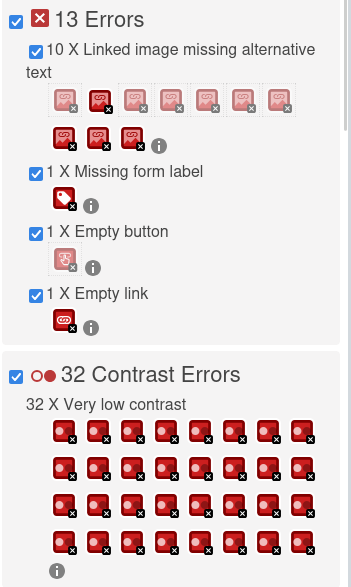 13 Errors
10 X Linked image missing alternative
text
1 X Missing form label
1 X Empty button
1 X Empty link
32 Contrast Errors
32 X Very low contrast